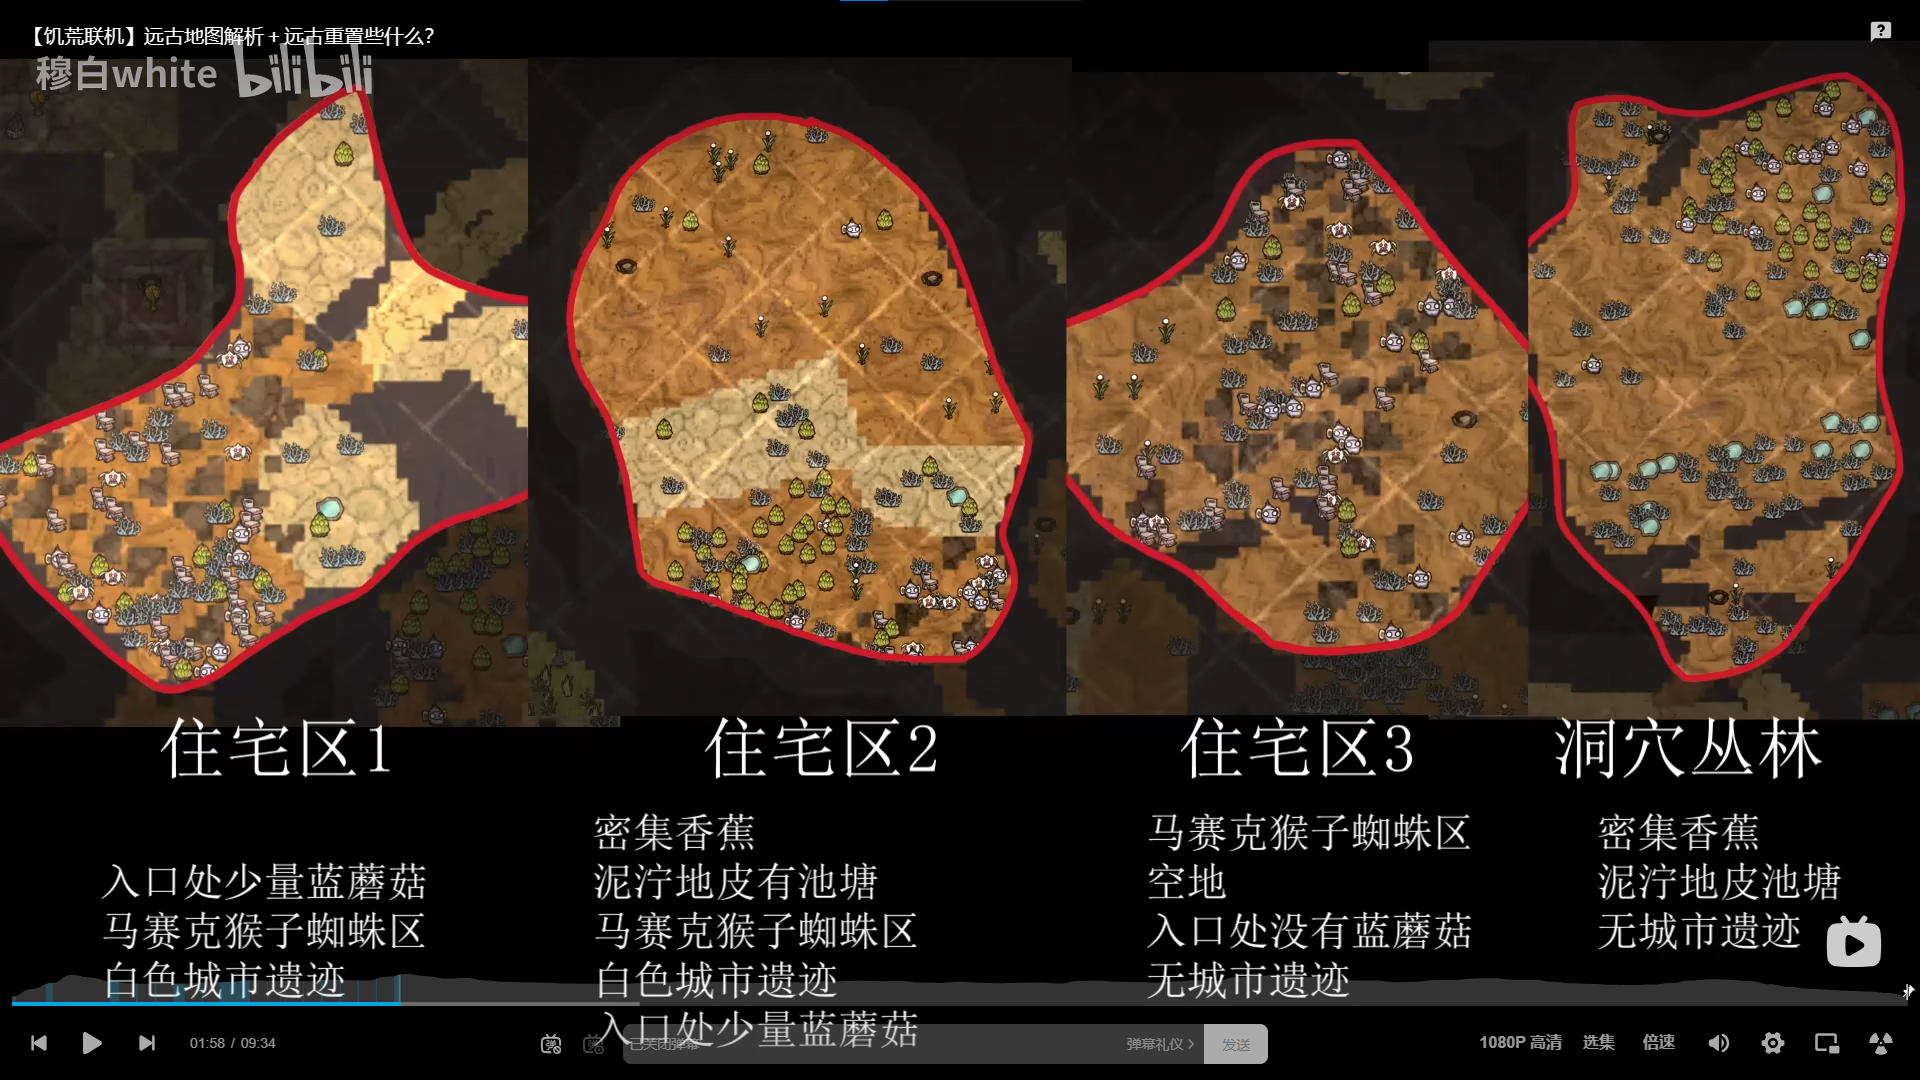 【饥荒联机】远古地图解析+远古重置些什么?
穆白white bilibili
住宅区1
住宅区2
住宅区3
洞穴丛林
入口处少量蓝蘑菇
马赛克猴子蜘蛛区
白色城市遗迹
密集香蕉
泥泞地皮有池塘
马赛克猴子蜘蛛区
白色城市遗迹
入口处少量蓝蘑菇
马赛克猴子蜘蛛区
空地
入口处没有蓝蘑菇
无城市遗迹
密集香蕉
泥泞地皮池塘
无城市遗迹
01:58 / 09:34
已关闭弹幕
弹幕礼仪 >
发送
1080P 高清
选集
倍速